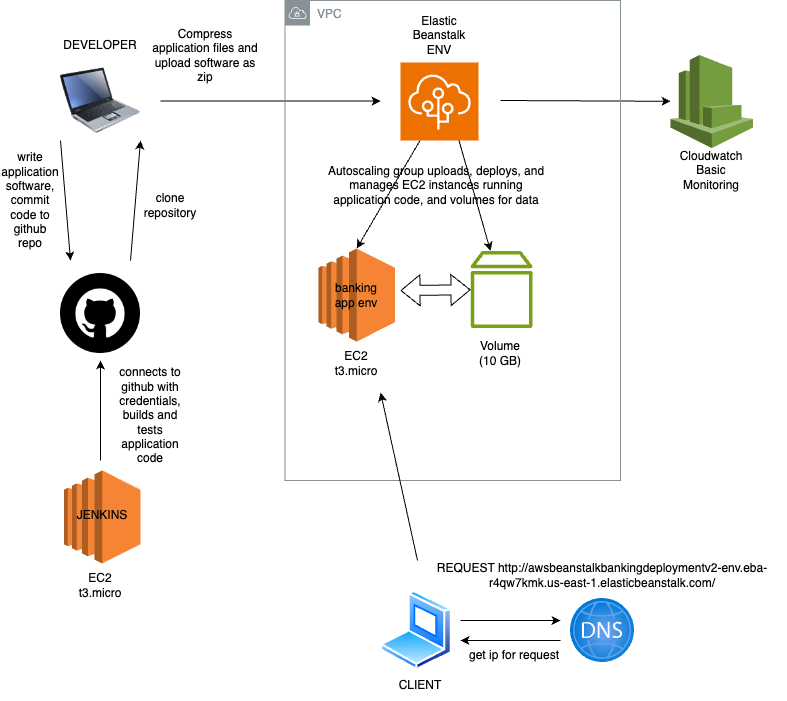 VPC
DEVELOPER
Compress
application files and
upload software as
zip
Elastic
Beanstalk
ENV
Cloudwatch
Basic
Monitoring
write
application
software,
commit
code to
github
repo
clone
repository
Autoscaling group uploads, deploys, and
manages EC2 instances running
application code, and volumes for data
banking
app env
EC2
t3.micro
Volume
(10 GB)
connects to
github with
credentials,
builds and
tests
application
code
JENKINS
EC2
t3.micro
REQUEST http://awsbeanstalkbankingdeploymentv2-env.eba-
r4qw7kmk.us-east-1.elasticbeanstalk.com/
DNS
get ip for request
CLIENT